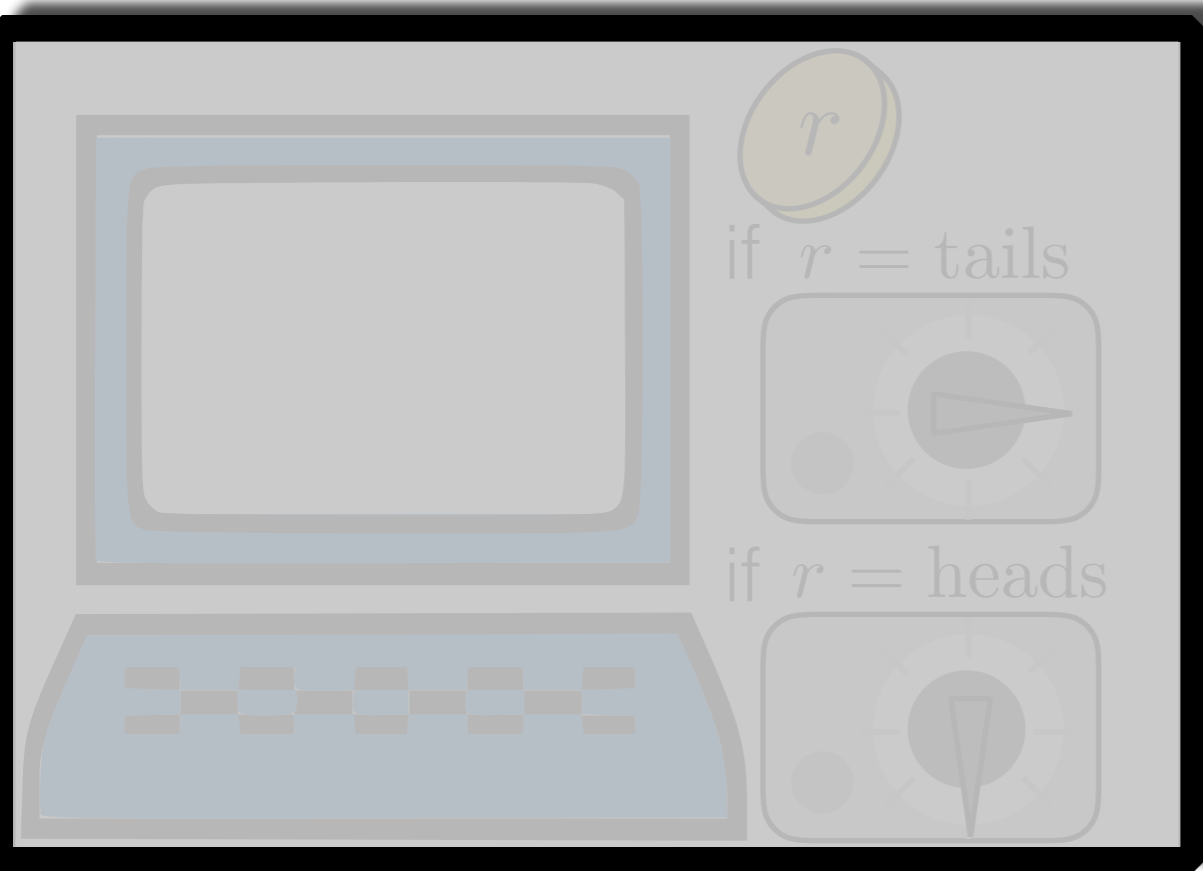 r
if r = tails
if r = heads